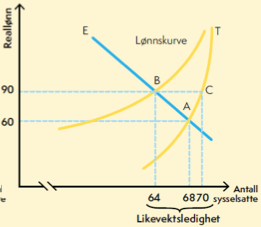 Reallønn
E
Lønnskurve
T
B
90
C
A
60
Antall
64
68
70
sysselsatte
Likevektsledighet